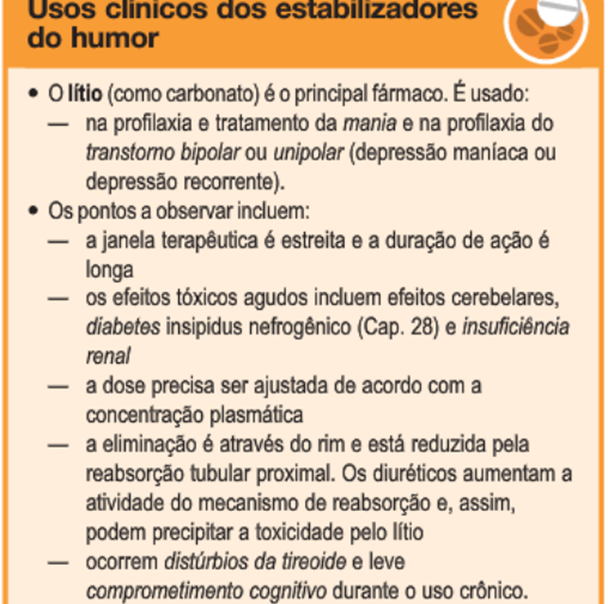 Usos clínicos dos estabilizadores
do humor
• O lítio (como carbonato) é o principal fármaco. É usado:
— na profilaxia e tratamento da mania e na profilaxia do
transtorno bipolar ou unipolar (depressão maníaca ou
depressão recorrente).
• Os pontos a observar incluem:
— a janela terapêutica é estreita e a duração de ação é
longa
— os efeitos tóxicos agudos incluem efeitos cerebelares,
diabetes insipidus nefrogênico (Cap. 28) e insuficiência
renal
— a dose precisa ser ajustada de acordo com a
concentração plasmática
— a eliminação é através do rim e está reduzida pela
reabsorção tubular proximal. Os diuréticos aumentam a
atividade do mecanismo de reabsorção e, assim,
podem precipitar a toxicidade pelo lítio
— ocorrem distúrbios da tireoide e leve
comprometimento cognitivo durante o uso crônico.